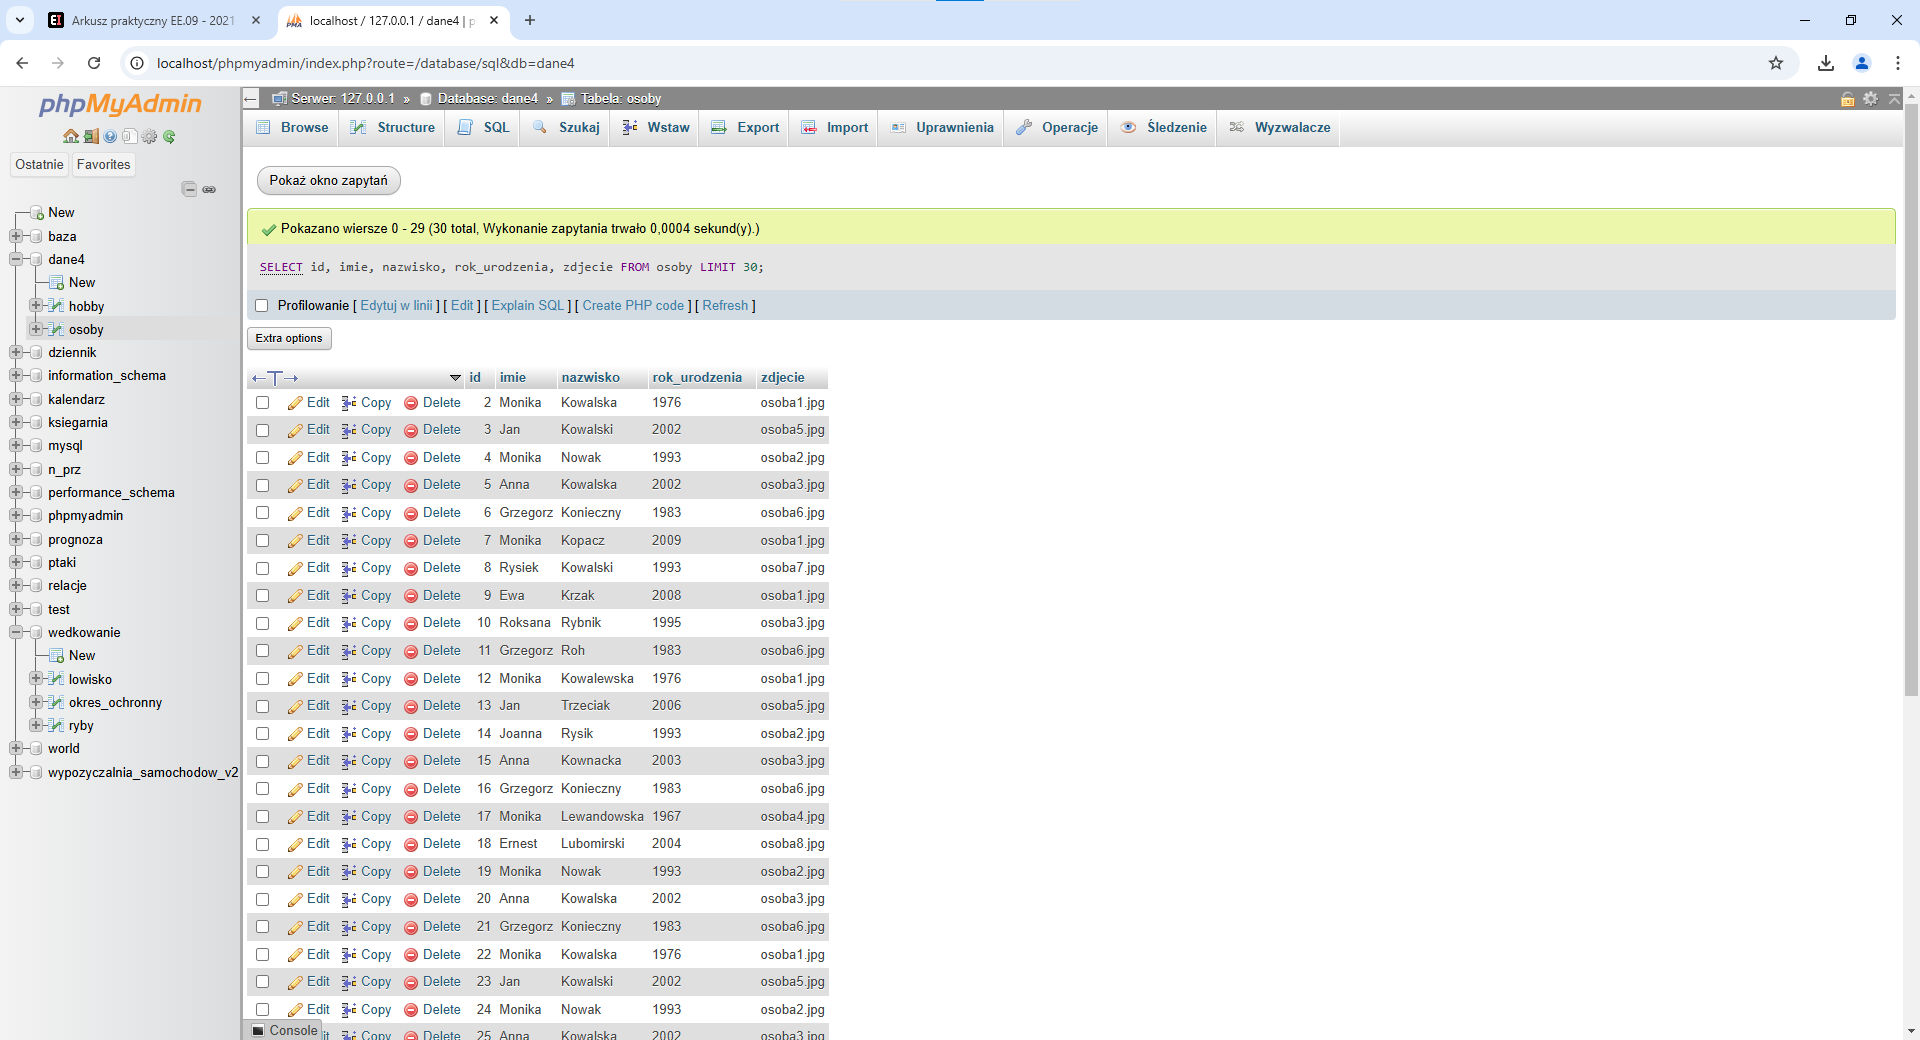 Arkusz praktyczny EE.09 - 2021
localhost / 127.0.0.1 / dane4 | p
localhost/phpmyadmin/index.php?route=/database/sql&db=dane4
phpMyAdmin
Ostatnie Favorites
New
baza
dane4
New
hobby
osoby
dziennik
information_schema
kalendarz
ksiegarnia
mysql
n_prz
performance_schema
phpmyadmin
prognoza
ptaki
relacje
test
wedkowanie
New
lowisko
okres_ochronny
ryby
world
wypozyczalnia_samochodow_v2
Serwer: 127.0.0.1 » Database: dane4 » Tabela: osoby
Browse Structure SQL Szukaj Wstaw Export Import Uprawnienia Operacje Śledzenie Wyzwalacze
Pokaż okno zapytań
Pokazano wiersze 0 - 29 (30 total, Wykonanie zapytania trwało 0,0004 sekund(y).)
SELECT id, imie, nazwisko, rok_urodzenia, zdjecie FROM osoby LIMIT 30;
Profilowanie [ Edytuj w linii ] [ Edit ] [ Explain SQL ] [ Create PHP code ] [ Refresh ]
Extra options
←T→ id imie nazwisko rok_urodzenia zdjecie
Edit Copy Delete 2 Monika Kowalska 1976 osoba1.jpg
Edit Copy Delete 3 Jan Kowalski 2002 osoba5.jpg
Edit Copy Delete 4 Monika Nowak 1993 osoba2.jpg
Edit Copy Delete 5 Anna Kowalska 2002 osoba3.jpg
Edit Copy Delete 6 Grzegorz Konieczny 1983 osoba6.jpg
Edit Copy Delete 7 Monika Kopacz 2009 osoba1.jpg
Edit Copy Delete 8 Rysiek Kowalski 1993 osoba7.jpg
Edit Copy Delete 9 Ewa Krzak 2008 osoba1.jpg
Edit Copy Delete 10 Roksana Rybnik 1995 osoba3.jpg
Edit Copy Delete 11 Grzegorz Roh 1983 osoba6.jpg
Edit Copy Delete 12 Monika Kowalewska 1976 osoba1.jpg
Edit Copy Delete 13 Jan Trzeciak 2006 osoba5.jpg
Edit Copy Delete 14 Joanna Rysik 1993 osoba2.jpg
Edit Copy Delete 15 Anna Kownacka 2003 osoba3.jpg
Edit Copy Delete 16 Grzegorz Konieczny 1983 osoba6.jpg
Edit Copy Delete 17 Monika Lewandowska 1967 osoba4.jpg
Edit Copy Delete 18 Ernest Lubomirski 2004 osoba8.jpg
Edit Copy Delete 19 Monika Nowak 1993 osoba2.jpg
Edit Copy Delete 20 Anna Kowalska 2002 osoba3.jpg
Edit Copy Delete 21 Grzegorz Konieczny 1983 osoba6.jpg
Edit Copy Delete 22 Monika Kowalska 1976 osoba1.jpg
Edit Copy Delete 23 Jan Kowalski 2002 osoba5.jpg
Edit Copy Delete 24 Monika Nowak 1993 osoba2.jpg
Copy Delete 25 Anna Kowalska 2002 osoba3.jpg
Console